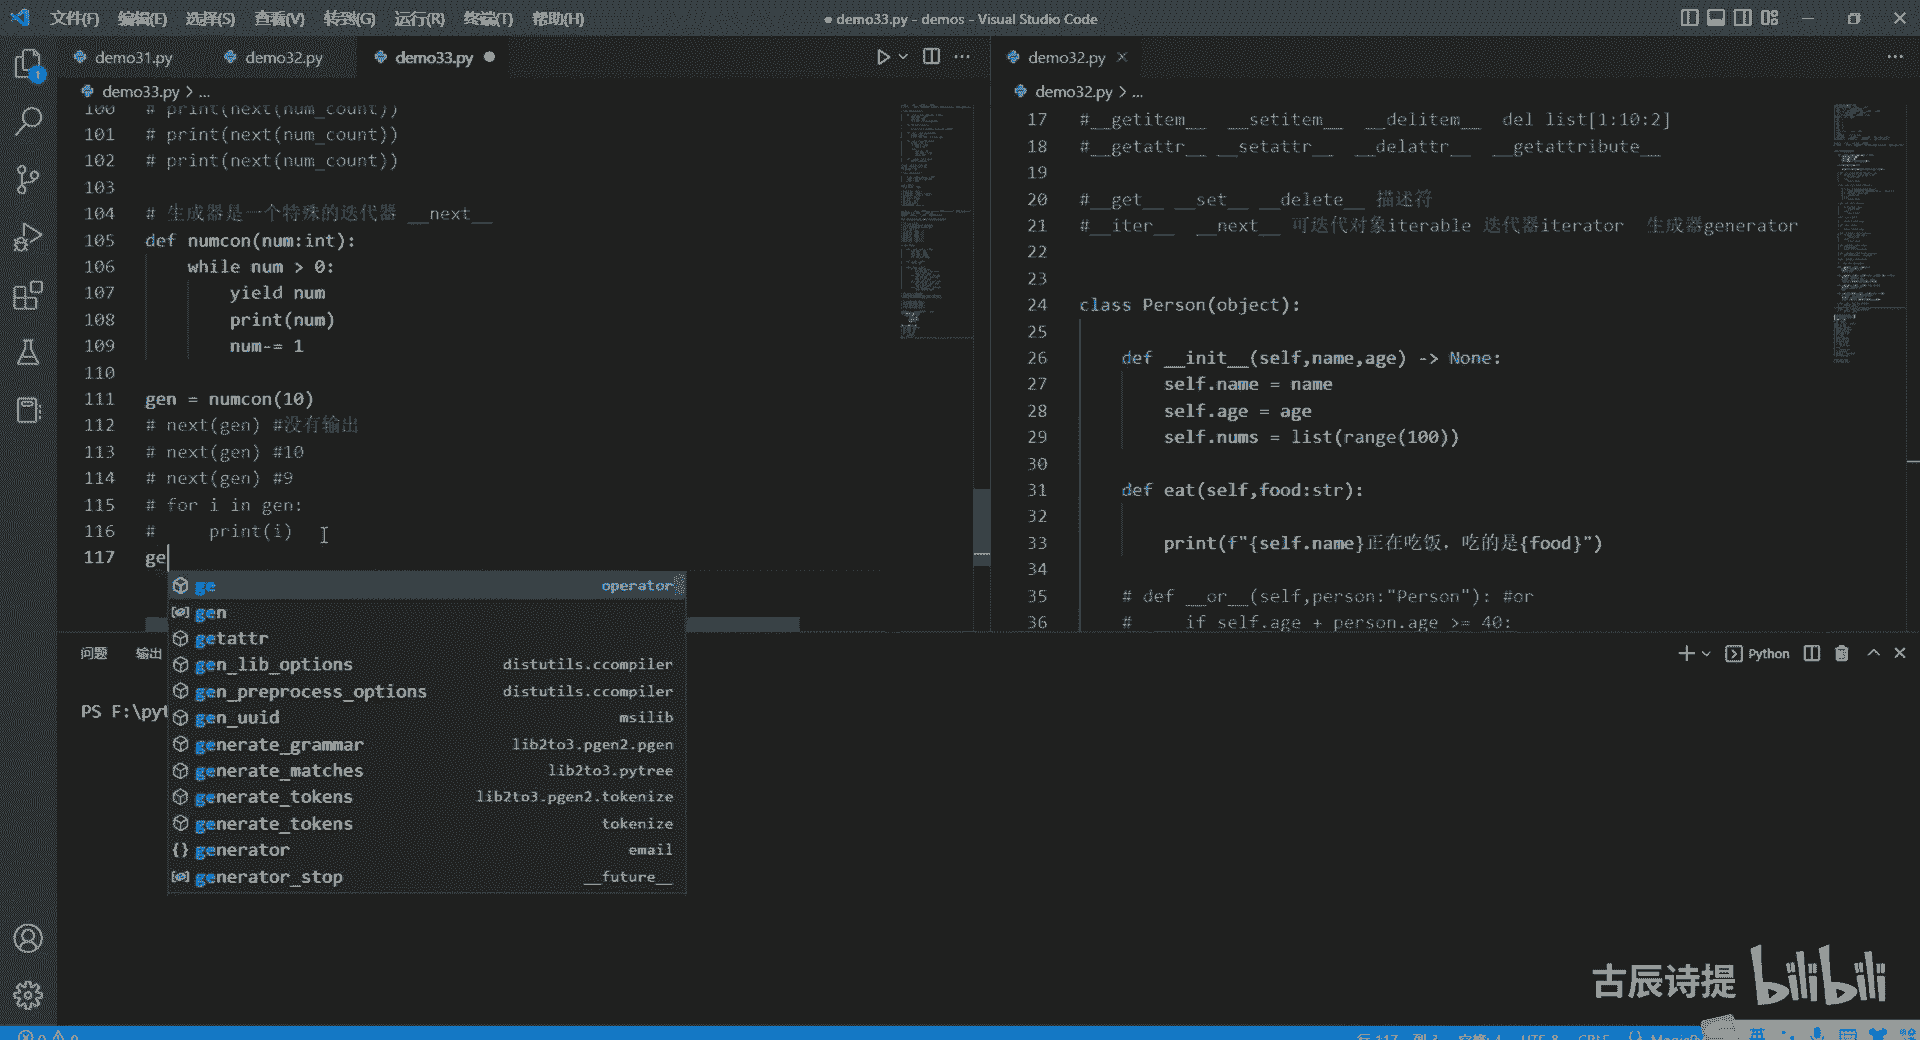 文件(F) 编辑(E) 选择(S) 查看(V) 转到(G) 运行(R) 终端(T) 帮助(H)
● demo33.py - demos - Visual Studio Code
demo31.py demo32.py demo33.py ●
demo33.py > ...
100 # print(next(num_count))
101 # print(next(num_count))
102 # print(next(num_count))
103
104 # 生成器是一个特殊的迭代器 __next__
105 def numcon(num:int):
106 while num > 0:
107 yield num
108 print(num)
109 num-= 1
110
111 gen = numcon(10)
112 # next(gen) #没有输出
113 # next(gen) #10
114 # next(gen) #9
115 # for i in gen:
116 # print(i)
117 ge
ge operator
gen
getattr
gen_lib_options distutils.ccompiler
gen_preprocess_options distutils.ccompiler
gen_uuid msilib
generate_grammar lib2to3.pgen2.pgen
generate_matches lib2to3.pytree
generate_tokens lib2to3.pgen2.tokenize
generate_tokens tokenize
generator email
generator_stop __future__
demo32.py
demo32.py > ...
17 #__getitem__ __setitem__ __delitem__ del list[1:10:2]
18 #__getattr__ __setattr__ __delattr__ __getattribute__
19
20 #__get__ __set__ __delete__ 描述符
21 #__iter__ __next__ 可迭代对象iterable 迭代器iterator 生成器generator
22
23
24 class Person(object):
25
26 def __init__(self,name,age) -> None:
27 self.name = name
28 self.age = age
29 self.nums = list(range(100))
30
31 def eat(self,food:str):
32
33 print(f"{self.name}正在吃饭，吃的是{food}")
34
35 # def __or__(self,person:"Person"): #or
36 # if self.age + person.age >= 40:
问题 输出
Python
PS F:\pyt
古辰诗提 bilibili